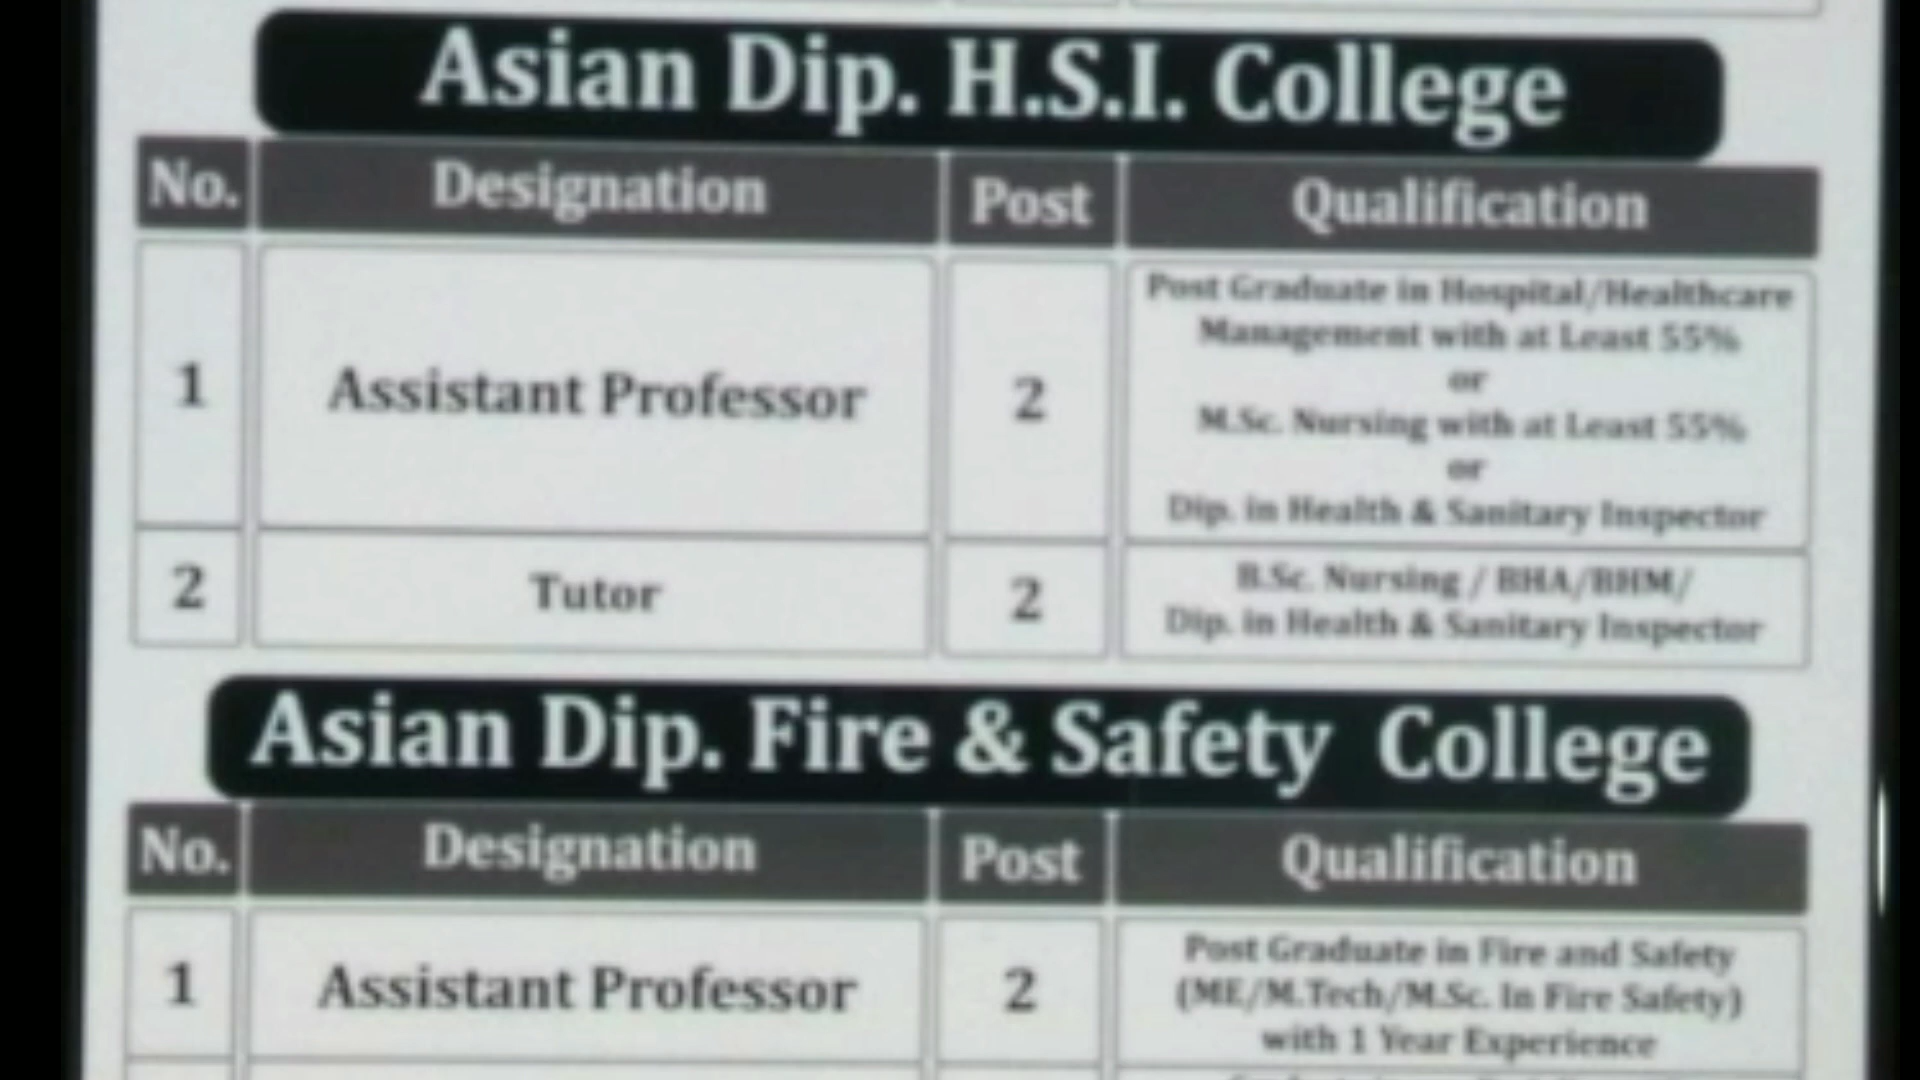 Asian Dip. H.S.I. College
No. Designation Post Qualification
1 Assistant Professor 2
Post Graduate in Hospital/Healthcare
Management with at Least 55%
or
M.Sc. Nursing with at Least 55%
or
Dip. in Health & Sanitary Inspector
2 Tutor 2
B.Sc. Nursing / BHA/BHM/
Dip. in Health & Sanitary Inspector
Asian Dip. Fire & Safety College
No. Designation Post Qualification
1 Assistant Professor 2
Post Graduate in Fire and Safety
(ME/M.Tech/M.Sc. In Fire Safety)
with 1 Year Experience